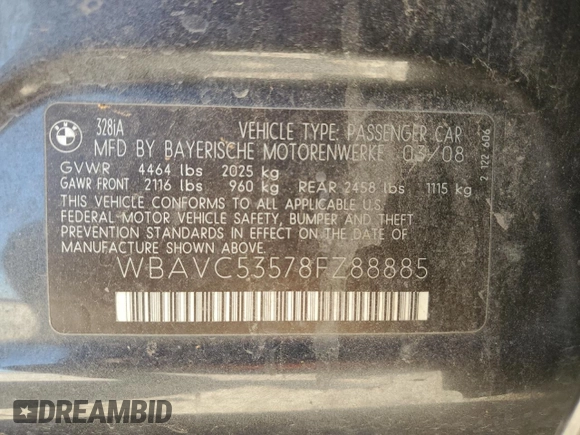 BMW
328iA
VEHICLE TYPE: PASSENGER CAR
MFD BY BAYERISCHE MOTORENWERKE 03/08
GVWR 4464 lbs 2025 kg
GAWR FRONT 2116 lbs 960 kg REAR 2458 lbs 1115 kg
THIS VEHICLE CONFORMS TO ALL APPLICABLE U.S.
FEDERAL MOTOR VEHICLE SAFETY, BUMPER AND THEFT
PREVENTION STANDARDS IN EFFECT ON THE DATE OF
MANUFACTURE SHOWN ABOVE.
WBAVC53578FZ88885
2 122 606
DREAMBID